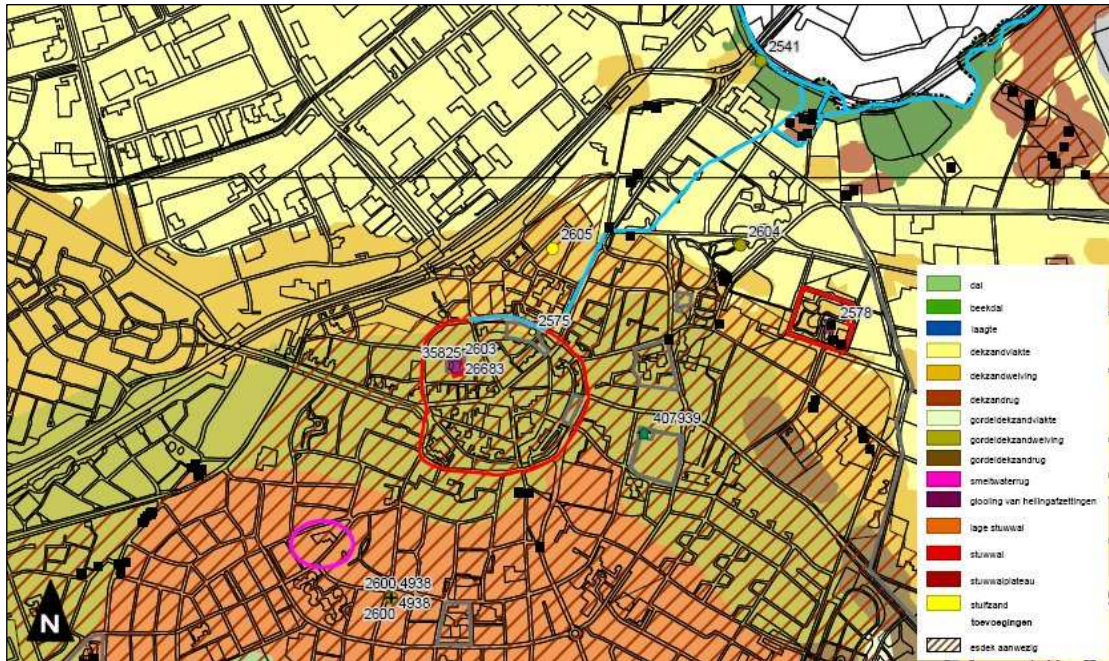 2541
2605
2604
2575
2578
35825 2603
26683
407939
2600 4938
4938
2600
N
dal
beekdal
laagte
dekzandvlakte
dekzandwelving
dekzandrug
gordeldekzandvlakte
gordeldekzandwelving
gordeldekzandrug
smeltwaterrug
glooiing van hellingafzettingen
lage stuwwal
stuwwal
stuwwalplateau
stuifzand
toevoegingen
esdek aanwezig